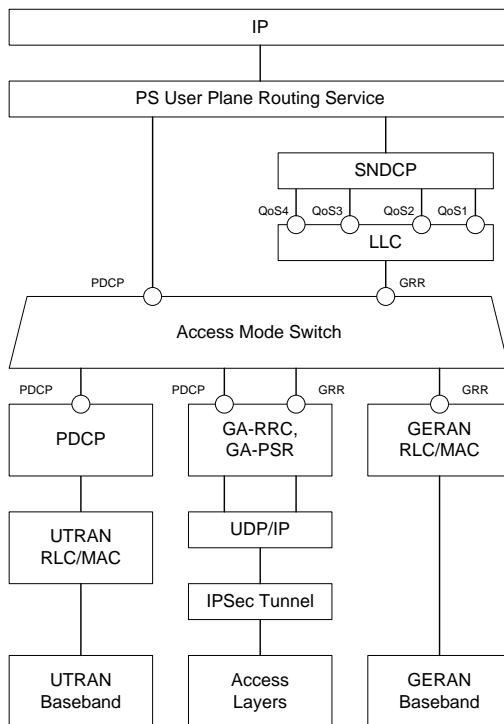 IP
PS User Plane Routing Service
SNDCP
QoS4 QoS3 QoS2 QoS1
LLC
PDCP GRR
Access Mode Switch
PDCP PDCP GRR GRR
PDCP
GA-RRC,
GA-PSR
GERAN
RLC/MAC
UTRAN
RLC/MAC
UDP/IP
IPSec Tunnel
UTRAN
Baseband
Access
Layers
GERAN
Baseband